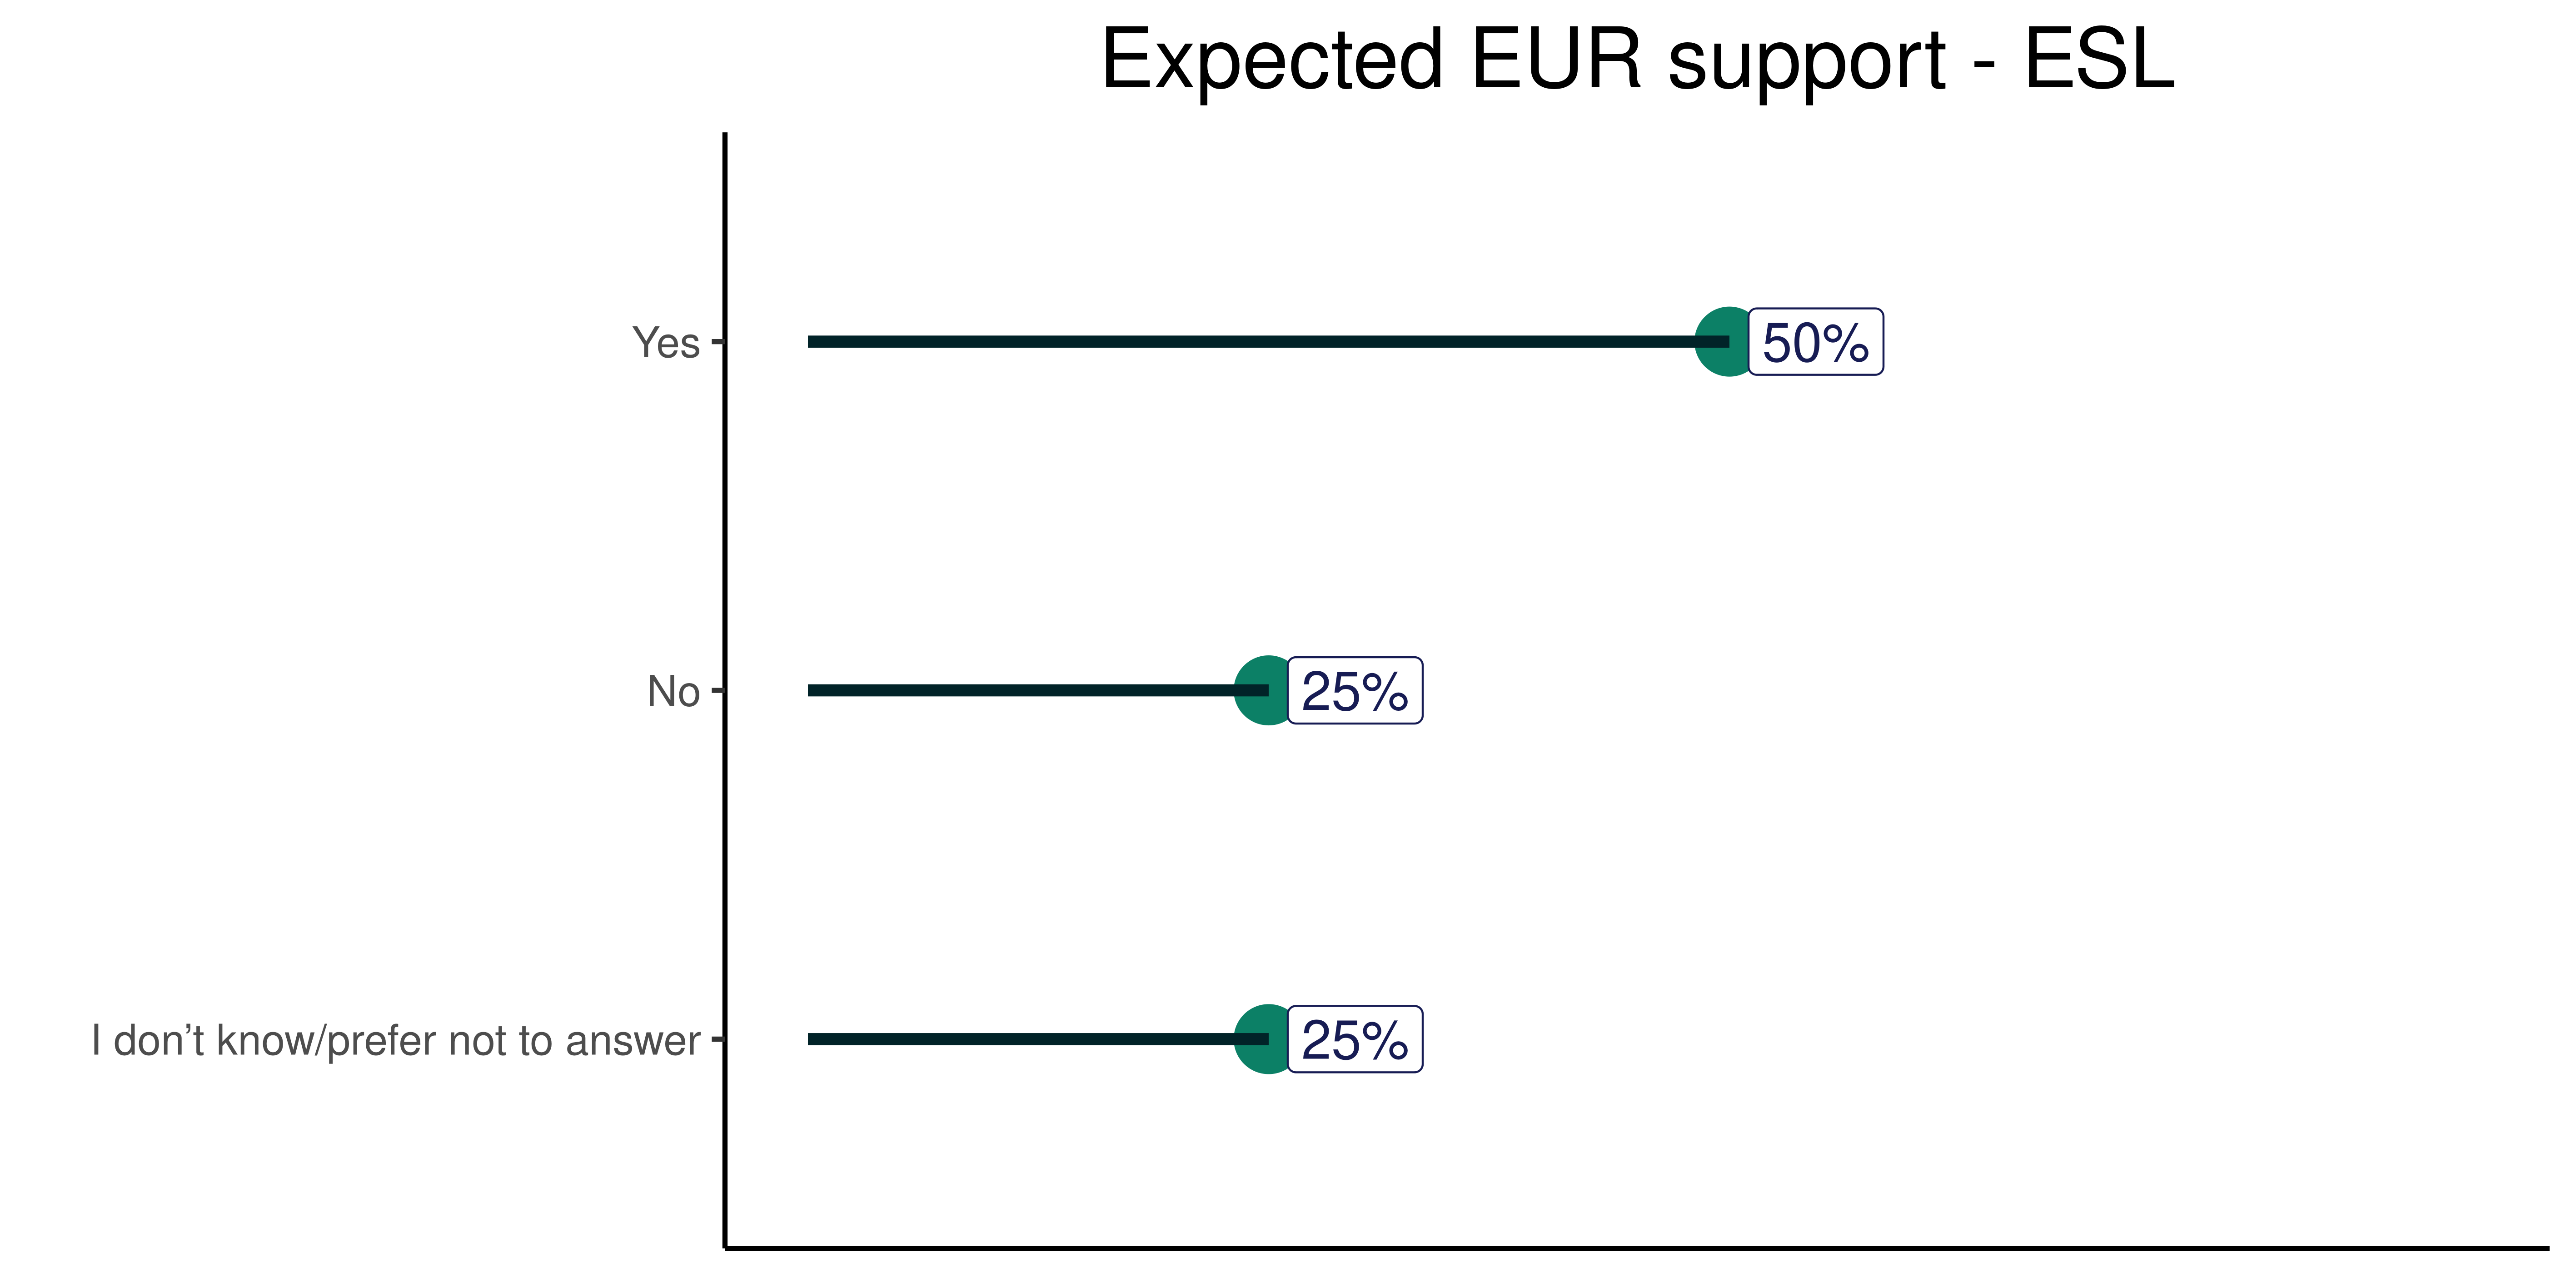 Expected EUR support - ESL
Yes
50%
No
25%
I don’t know/prefer not to answer
25%